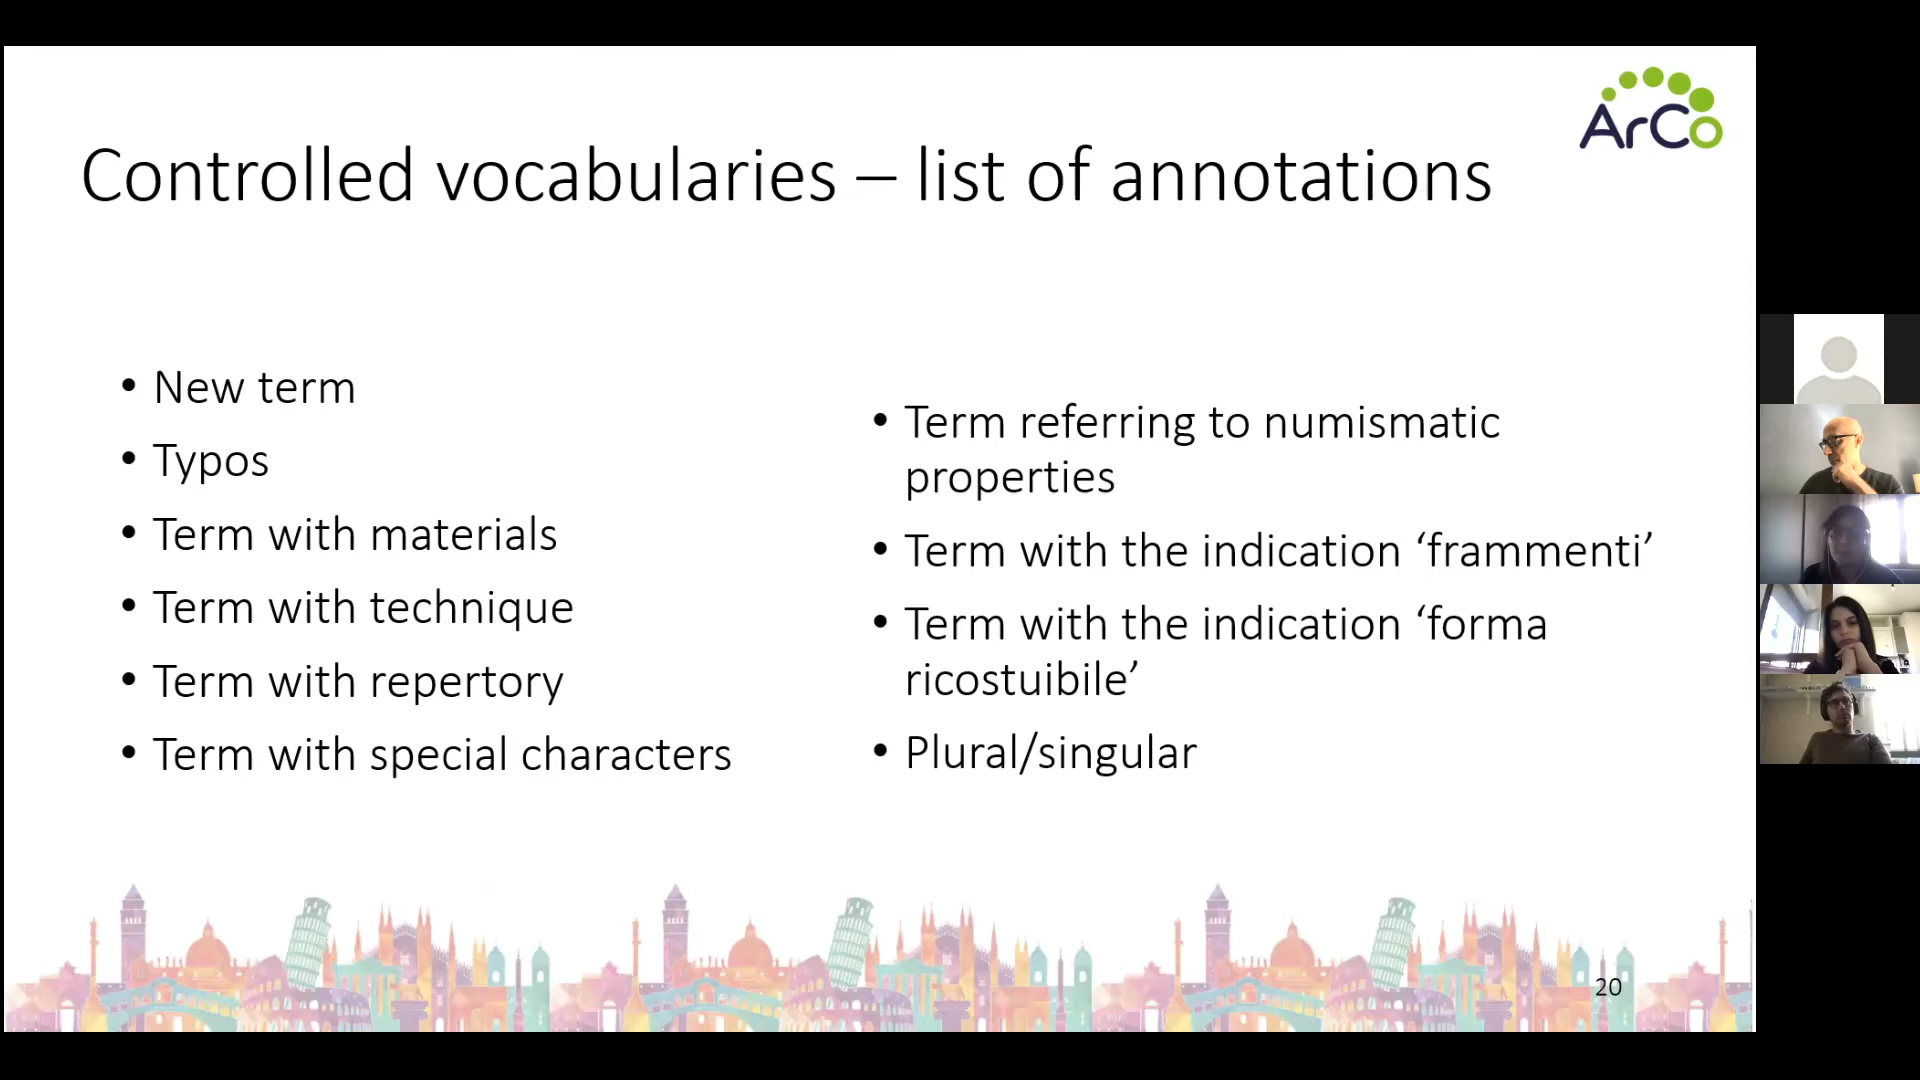 ArCo
Controlled vocabularies – list of annotations
• New term
• Typos
• Term with materials
• Term with technique
• Term with repertory
• Term with special characters
• Term referring to numismatic
properties
• Term with the indication ‘frammenti’
• Term with the indication ‘forma
ricostuibile’
• Plural/singular
20